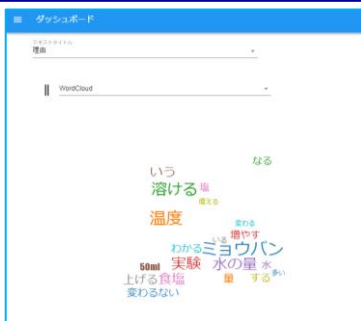 ダッシュボード
テキストタイトル
理由
WordCloud
なる
いう
溶ける 塩
増える
温度
変わる
増やす
いる
わかる ミョウバン
50ml 実験 水の量 水
上げる 食塩 量 する 多い
変わるない